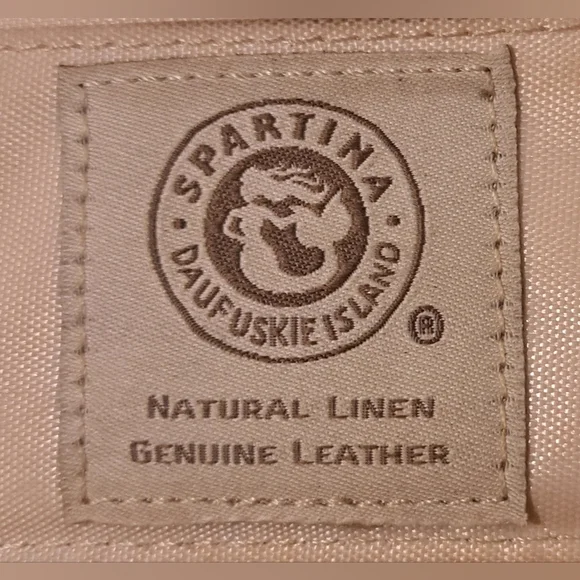 SPARTINA
DAUFUSKIE ISLAND
®
NATURAL LINEN
GENUINE LEATHER